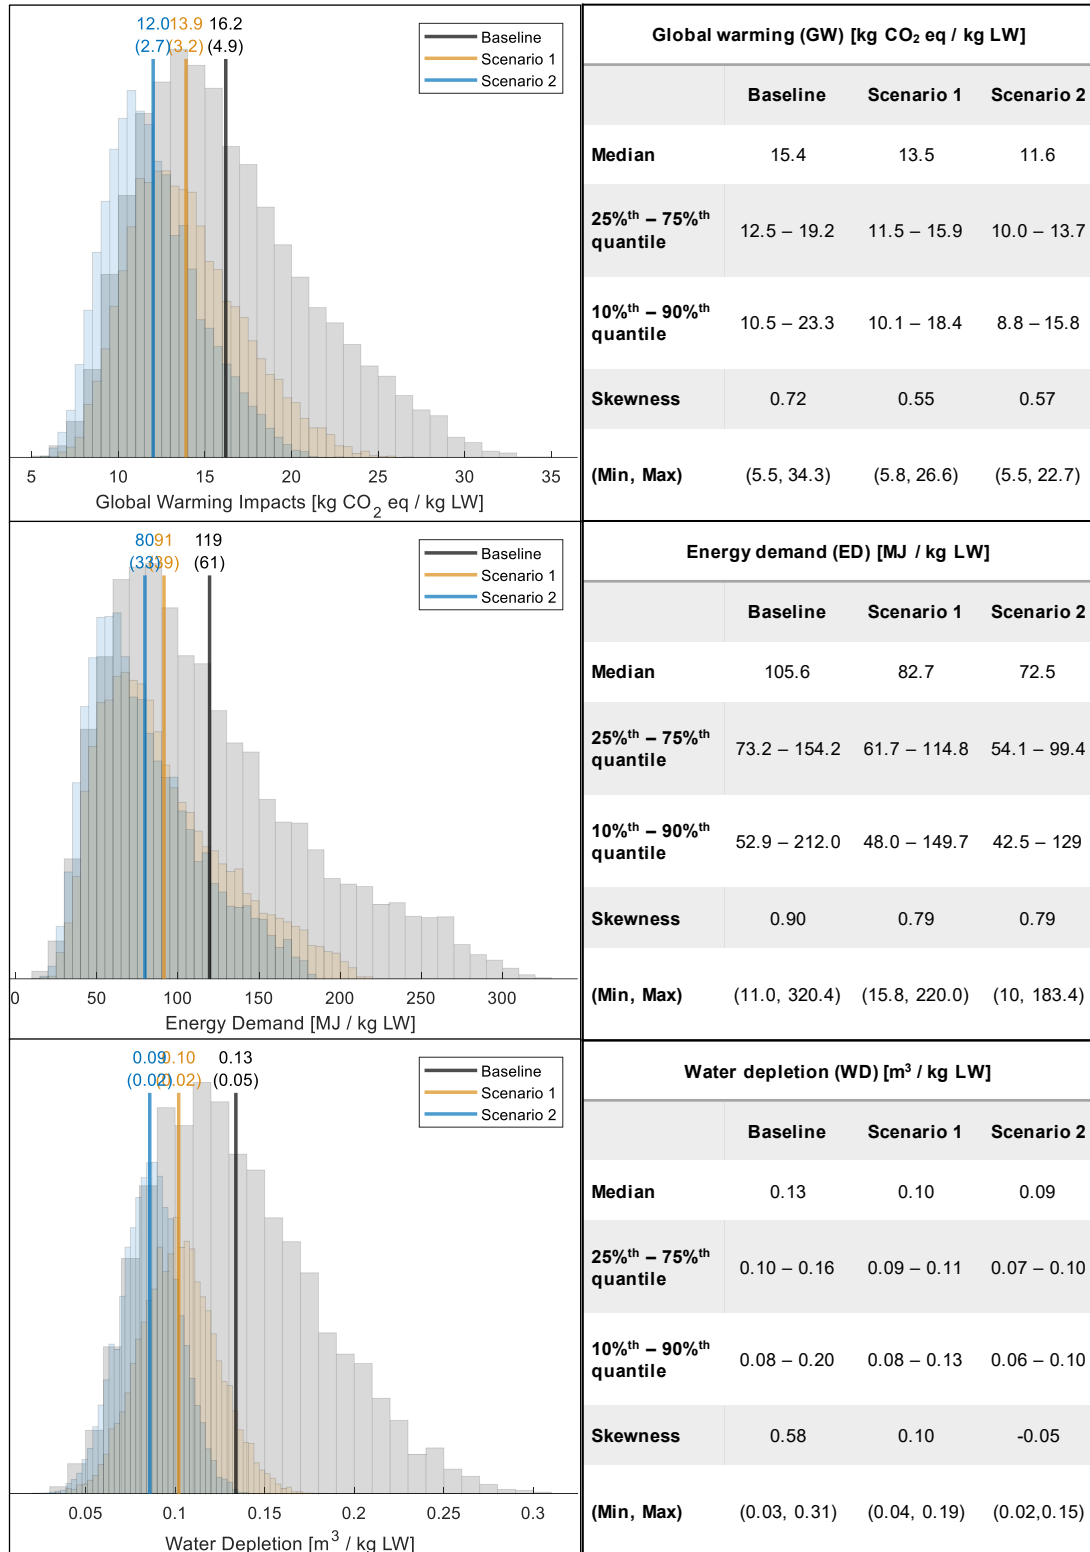 12.0 13.9 16.2
(2.7) (3.2) (4.9)
Baseline
Scenario 1
Scenario 2
5 10 15 20 25 30 35
Global Warming Impacts [kg CO2 eq / kg LW]
Global warming (GW) [kg CO₂ eq / kg LW]
Baseline Scenario 1 Scenario 2
Median 15.4 13.5 11.6
25%th – 75%th
quantile 12.5 – 19.2 11.5 – 15.9 10.0 – 13.7
10%th – 90%th
quantile 10.5 – 23.3 10.1 – 18.4 8.8 – 15.8
Skewness 0.72 0.55 0.57
(Min, Max) (5.5, 34.3) (5.8, 26.6) (5.5, 22.7)
80 91 119
(33) (39) (61)
Baseline
Scenario 1
Scenario 2
0 50 100 150 200 250 300
Energy Demand [MJ / kg LW]
Energy demand (ED) [MJ / kg LW]
Baseline Scenario 1 Scenario 2
Median 105.6 82.7 72.5
25%th – 75%th
quantile 73.2 – 154.2 61.7 – 114.8 54.1 – 99.4
10%th – 90%th
quantile 52.9 – 212.0 48.0 – 149.7 42.5 – 129
Skewness 0.90 0.79 0.79
(Min, Max) (11.0, 320.4) (15.8, 220.0) (10, 183.4)
0.09 0.10 0.13
(0.02) (0.02) (0.05)
Baseline
Scenario 1
Scenario 2
0.05 0.1 0.15 0.2 0.25 0.3
Water Depletion [m³ / kg LW]
Water depletion (WD) [m³ / kg LW]
Baseline Scenario 1 Scenario 2
Median 0.13 0.10 0.09
25%th – 75%th
quantile 0.10 – 0.16 0.09 – 0.11 0.07 – 0.10
10%th – 90%th
quantile 0.08 – 0.20 0.08 – 0.13 0.06 – 0.10
Skewness 0.58 0.10 -0.05
(Min, Max) (0.03, 0.31) (0.04, 0.19) (0.02,0.15)